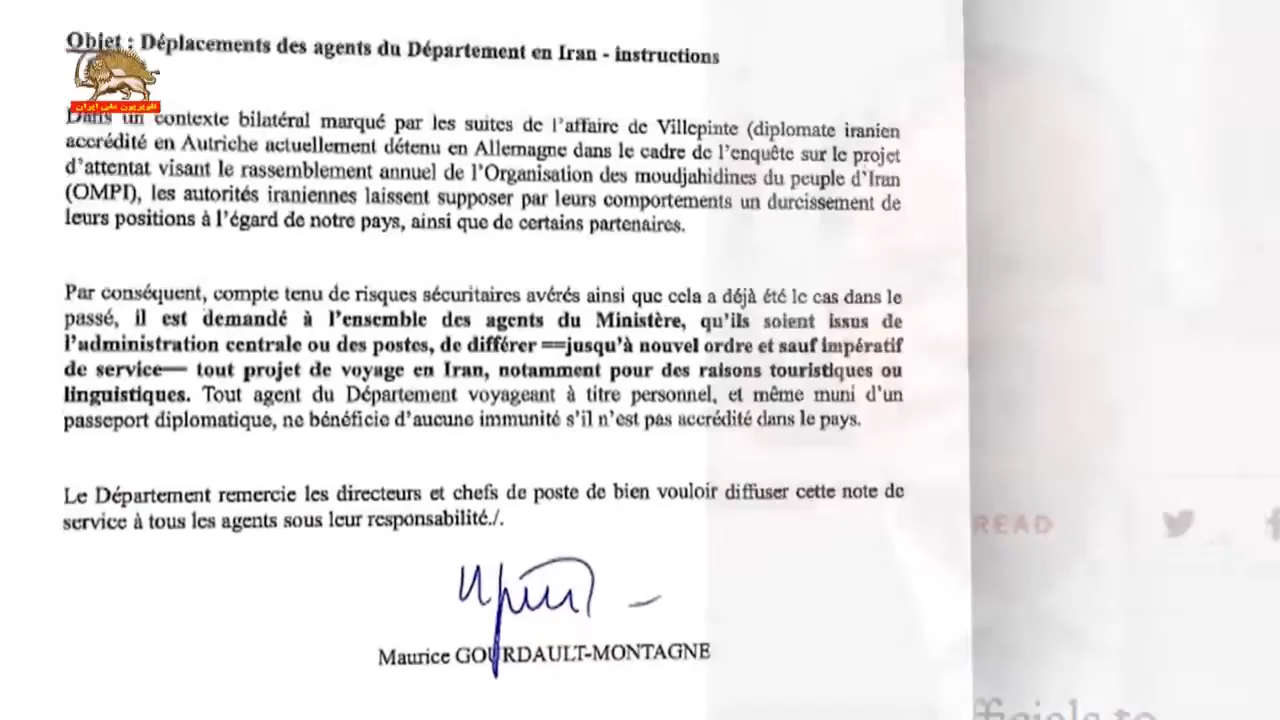 Objet : Déplacements des agents du Département en Iran - instructions
تلویزیون ملی ایران
Dans un contexte bilatéral marqué par les suites de l'affaire de Villepinte (diplomate iranien
accrédité en Autriche actuellement détenu en Allemagne dans le cadre de l'enquête sur le projet
d'attentat visant le rassemblement annuel de l'Organisation des moudjahidines du peuple d'Iran
(OMPI), les autorités iraniennes laissent supposer par leurs comportements un durcissement de
leurs positions à l'égard de notre pays, ainsi que de certains partenaires.
Par conséquent, compte tenu de risques sécuritaires avérés ainsi que cela a déjà été le cas dans le
passé, il est demandé à l'ensemble des agents du Ministère, qu'ils soient issus de
l'administration centrale ou des postes, de différer —jusqu'à nouvel ordre et sauf impératif
de service— tout projet de voyage en Iran, notamment pour des raisons touristiques ou
linguistiques. Tout agent du Département voyageant à titre personnel, et même muni d'un
passeport diplomatique, ne bénéficie d'aucune immunité s'il n'est pas accrédité dans le pays.
Le Département remercie les directeurs et chefs de poste de bien vouloir diffuser cette note de
service à tous les agents sous leur responsabilité./.
READ
Maurice GOURDAULT-MONTAGNE